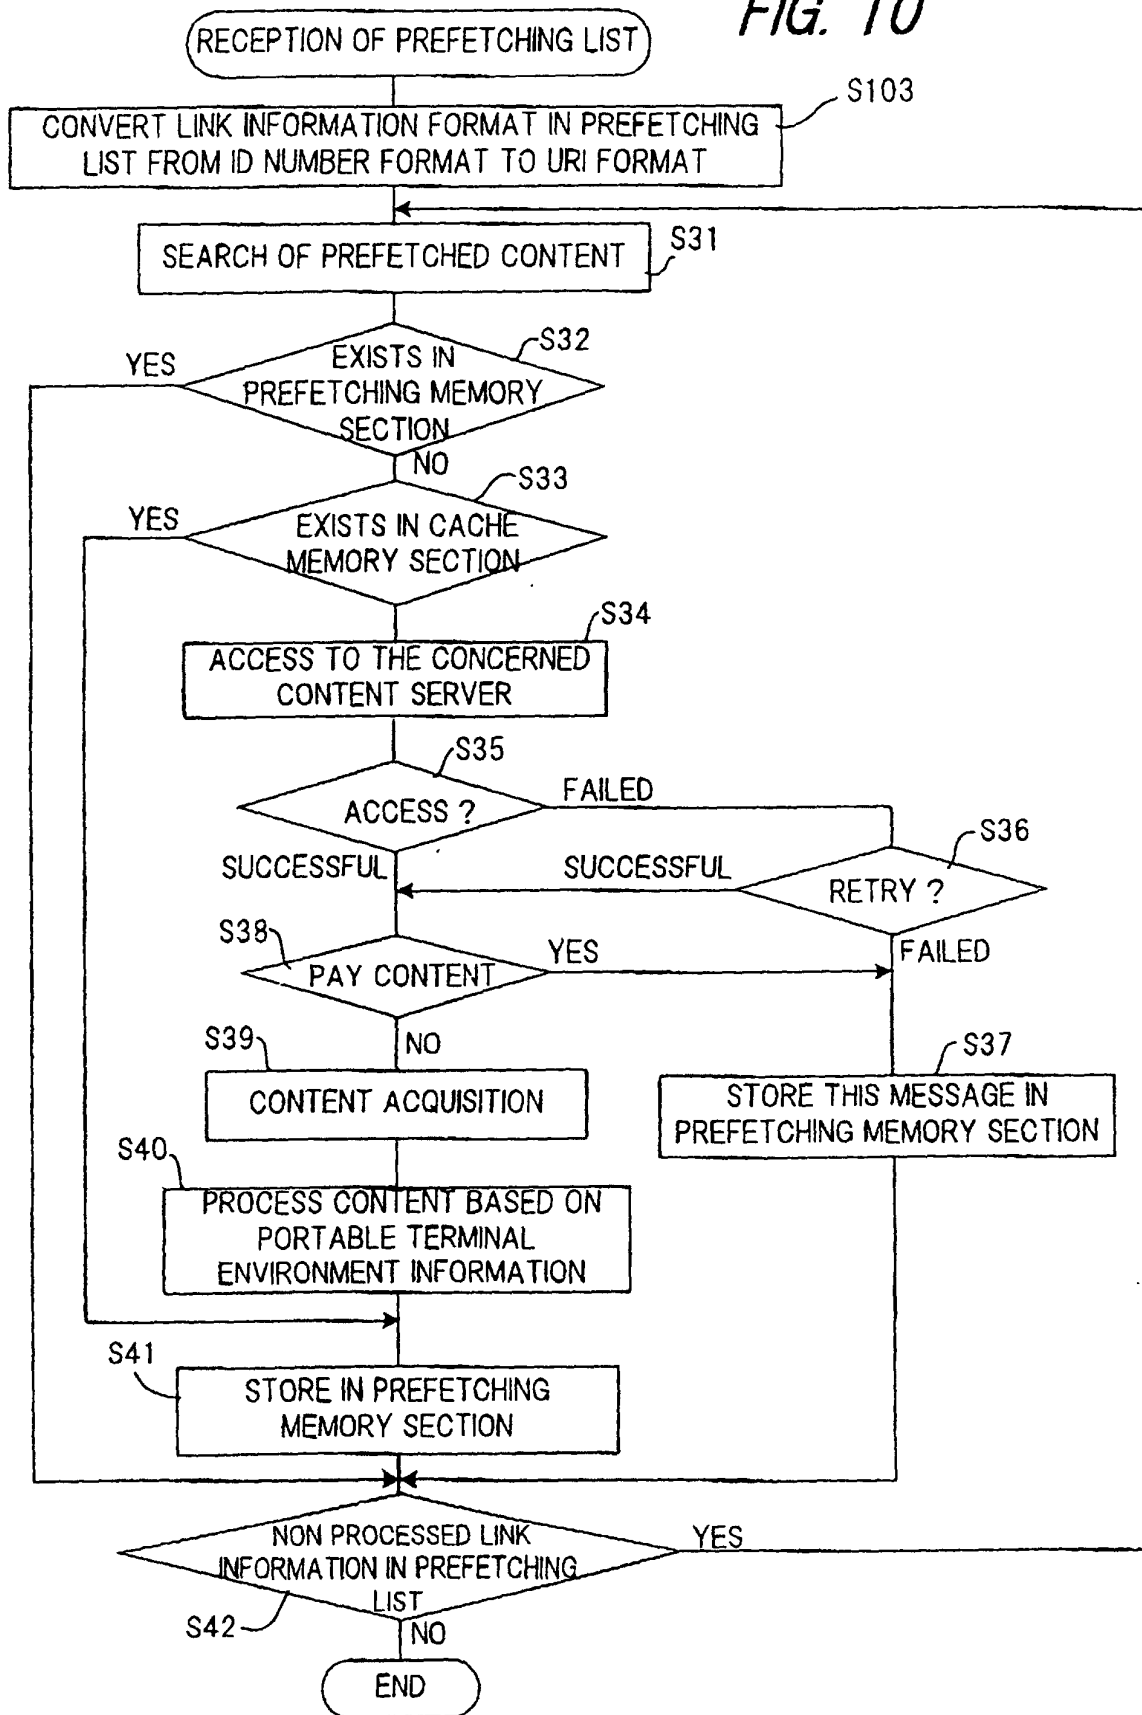 FIG. 10
RECEPTION OF PREFETCHING LIST
S103
CONVERT LINK INFORMATION FORMAT IN PREFETCHING
LIST FROM ID NUMBER FORMAT TO URI FORMAT
S31
SEARCH OF PREFETCHED CONTENT
S32
YES
EXISTS IN
PREFETCHING MEMORY
SECTION
NO
S33
YES
EXISTS IN CACHE
MEMORY SECTION
S34
ACCESS TO THE CONCERNED
CONTENT SERVER
S35
ACCESS ?
FAILED
SUCCESSFUL
S36
SUCCESSFUL
RETRY ?
FAILED
S38
PAY CONTENT
YES
NO
S39
CONTENT ACQUISITION
S37
STORE THIS MESSAGE IN
PREFETCHING MEMORY SECTION
S40
PROCESS CONTENT BASED ON
PORTABLE TERMINAL
ENVIRONMENT INFORMATION
S41
STORE IN PREFETCHING
MEMORY SECTION
NON PROCESSED LINK
INFORMATION IN PREFETCHING
LIST
YES
S42
NO
END